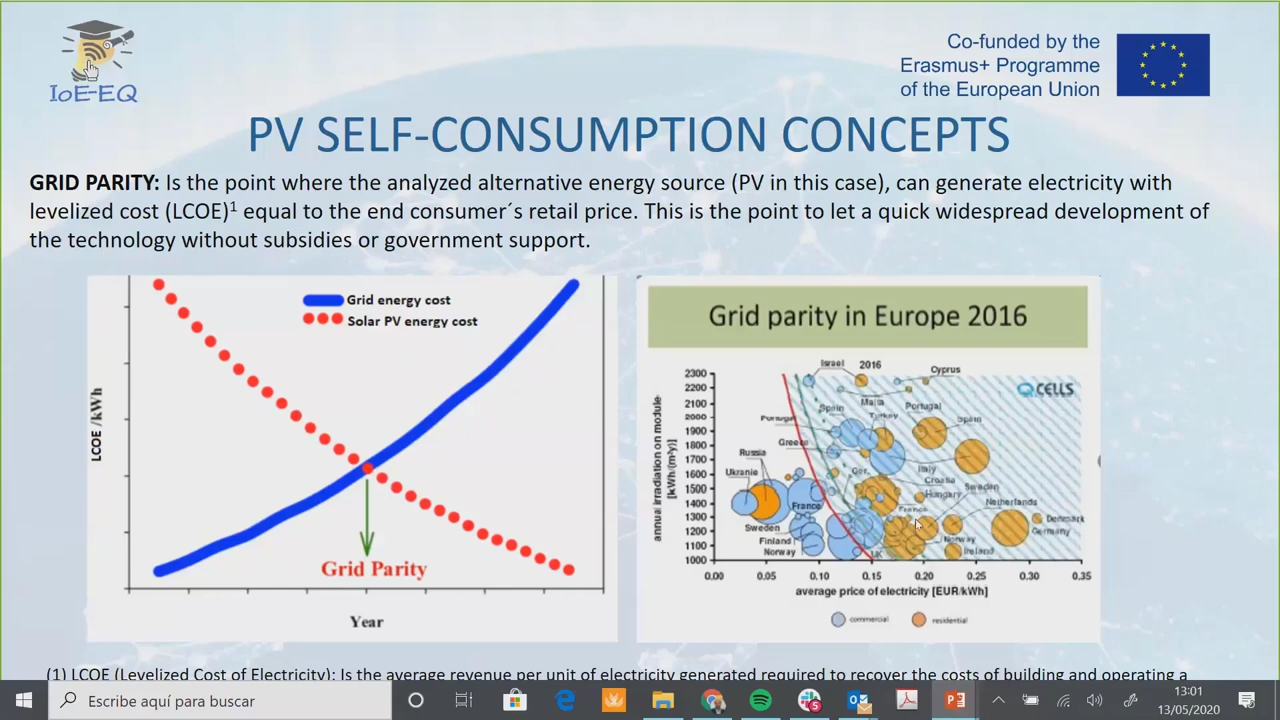 IoE-EQ
Co-funded by the
Erasmus+ Programme
of the European Union
PV SELF-CONSUMPTION CONCEPTS
GRID PARITY: Is the point where the analyzed alternative energy source (PV in this case), can generate electricity with
levelized cost (LCOE)1 equal to the end consumer´s retail price. This is the point to let a quick widespread development of
the technology without subsidies or government support.
Grid energy cost
Solar PV energy cost
LCOE /kWh
Grid Parity
Year
Grid parity in Europe 2016
Israel
2016
Cyprus
Q CELLS
Malta
Spain
Portugal
Turkey
Portugal
Spain
Greece
Russia
Ukranie
Italy
Ger.
Croatia
Sweden
Hungary
Netherlands
France
France
Denmark
Germany
Sweden
Finland
Norway
Norway
Ireland
UK
annual irradiation on module
[kWh/(m²y)]
2300
2200
2100
2000
1900
1800
1700
1600
1500
1400
1300
1200
1100
1000
0.00 0.05 0.10 0.15 0.20 0.25 0.30 0.35
average price of electricity [EUR/kWh]
commercial
residential
(1) LCOE (Levelized Cost of Electricity): Is the average revenue per unit of electricity generated required to recover the costs of building and operating a
Escribe aquí para buscar
13:01
13/05/2020